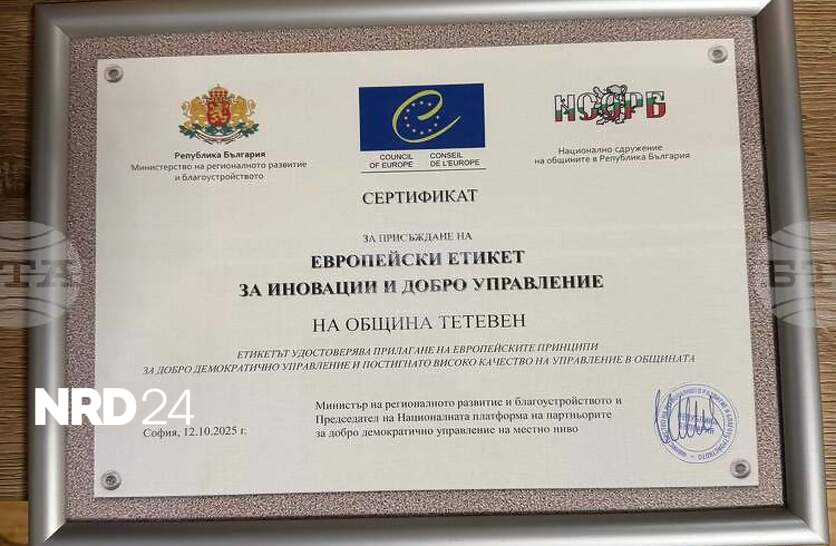 Република България
Министерство на регионалното развитие
и благоустройството
COUNCIL
OF EUROPE
CONSEIL
DE L'EUROPE
НСОРБ
Национално сдружение
на общините в Република България
СЕРТИФИКАТ
ЗА ПРИСЪЖДАНЕ НА
ЕВРОПЕЙСКИ ЕТИКЕТ
ЗА ИНОВАЦИИ И ДОБРО УПРАВЛЕНИЕ
НА ОБЩИНА ТЕТЕВЕН
ЕТИКЕТЪТ УДОСТОВЕРЯВА ПРИЛАГАНЕ НА ЕВРОПЕЙСКИТЕ ПРИНЦИПИ
ЗА ДОБРО ДЕМОКРАТИЧНО УПРАВЛЕНИЕ И ПОСТИГНАТО ВИСОКО КАЧЕСТВО НА УПРАВЛЕНИЕ В ОБЩИНАТА
NRD24
София, 12.10.2025 г.
Министър на регионалното развитие и благоустройството и
Председател на Националната платформа на партньорите
за добро демократично управление на местно ниво
БТА